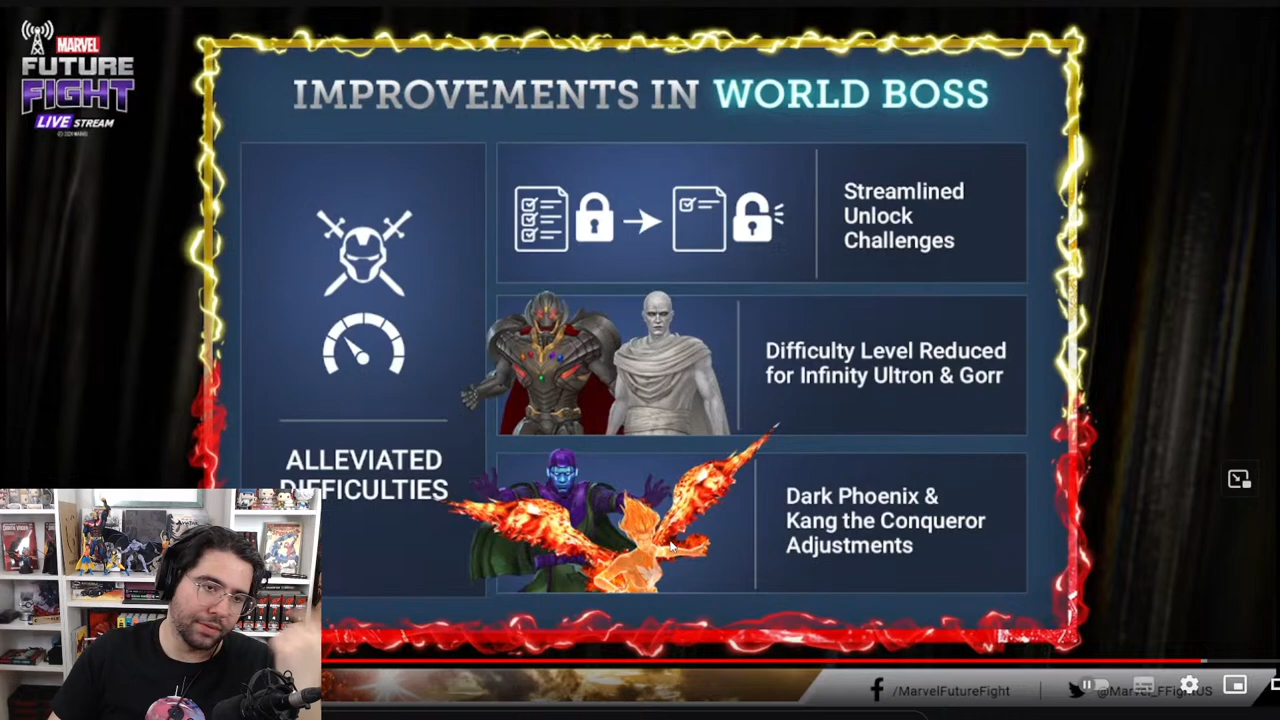 MARVEL
FUTURE
FIGHT
LIVE STREAM
IMPROVEMENTS IN WORLD BOSS
Streamlined
Unlock
Challenges
Difficulty Level Reduced
for Infinity Ultron & Gorr
ALLEVIATED
DIFFICULTIES
Dark Phoenix &
Kang the Conqueror
Adjustments
/MarvelFutureFight